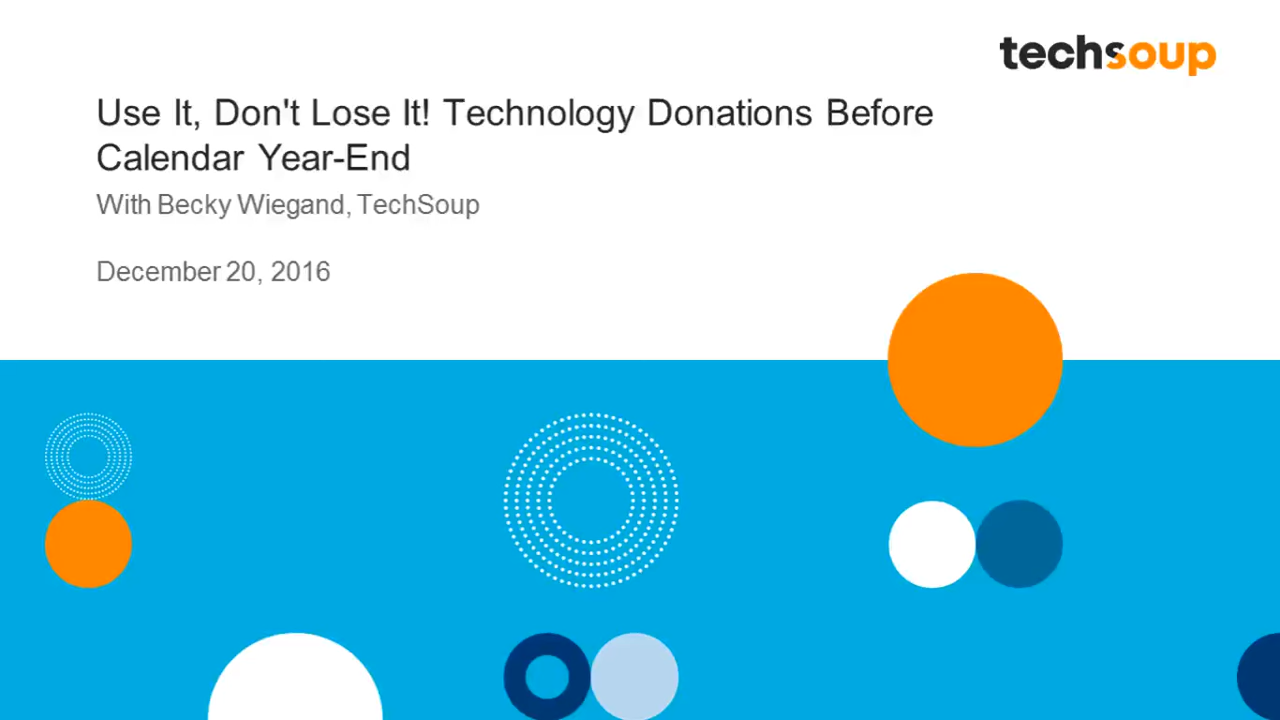 techsoup
Use It, Don't Lose It! Technology Donations Before
Calendar Year-End
With Becky Wiegand, TechSoup
December 20, 2016